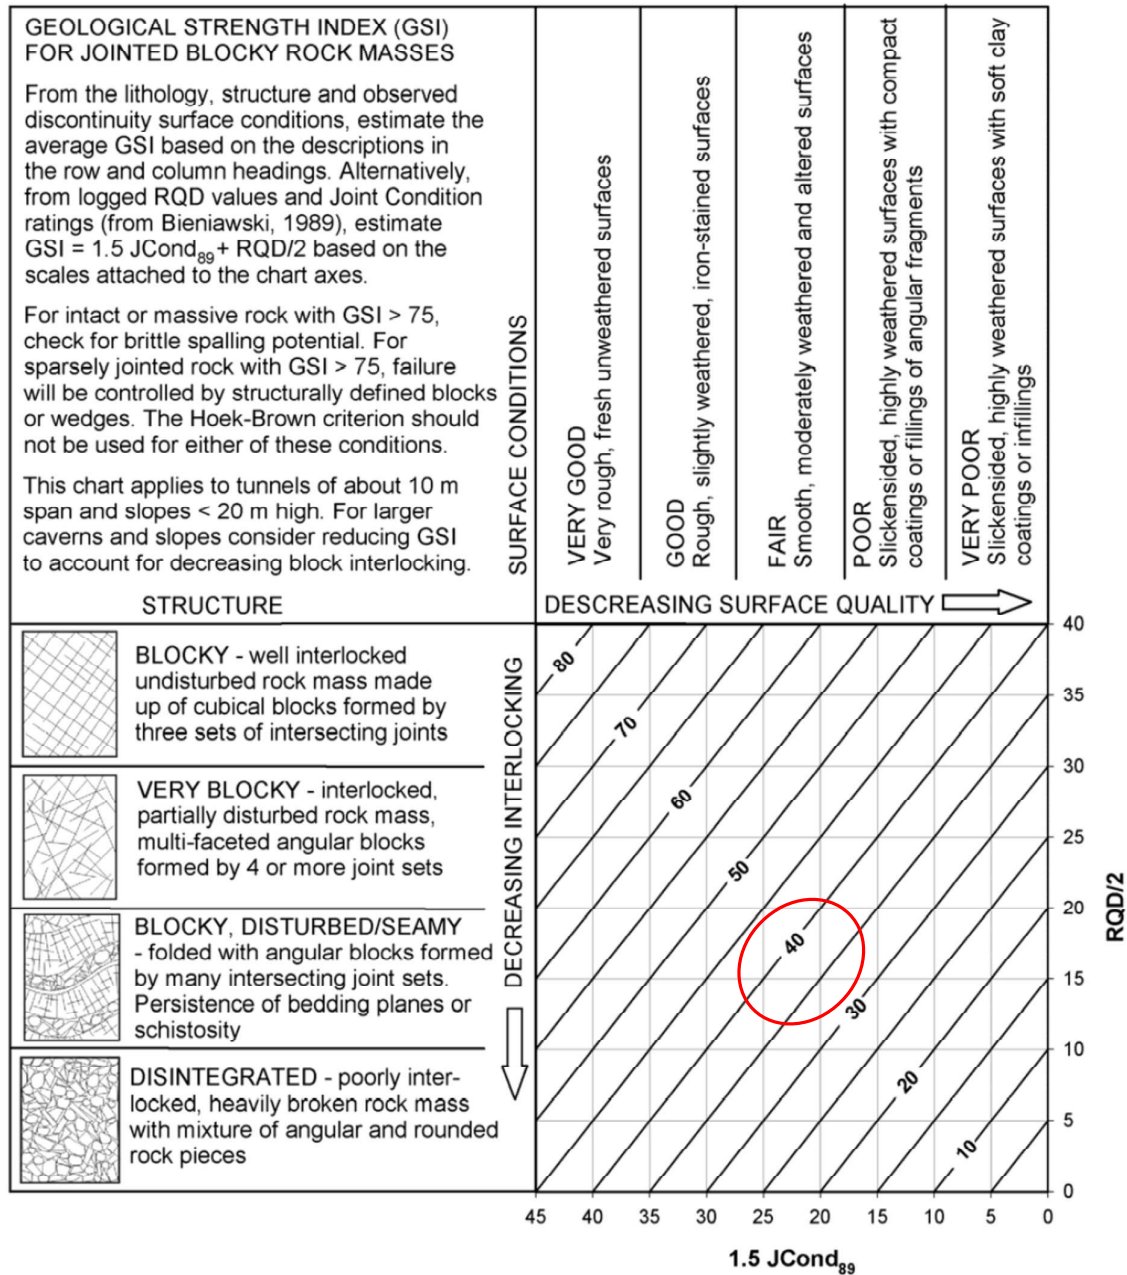 GEOLOGICAL STRENGTH INDEX (GSI)
FOR JOINTED BLOCKY ROCK MASSES
From the lithology, structure and observed
discontinuity surface conditions, estimate the
average GSI based on the descriptions in
the row and column headings. Alternatively,
from logged RQD values and Joint Condition
ratings (from Bieniawski, 1989), estimate
GSI = 1.5 JCond89 + RQD/2 based on the
scales attached to the chart axes.
For intact or massive rock with GSI > 75,
check for brittle spalling potential. For
sparsely jointed rock with GSI > 75, failure
will be controlled by structurally defined blocks
or wedges. The Hoek-Brown criterion should
not be used for either of these conditions.
This chart applies to tunnels of about 10 m
span and slopes < 20 m high. For larger
caverns and slopes consider reducing GSI
to account for decreasing block interlocking.
SURFACE CONDITIONS
VERY GOOD
Very rough, fresh unweathered surfaces
GOOD
Rough, slightly weathered, iron-stained surfaces
FAIR
Smooth, moderately weathered and altered surfaces
POOR
Slickensided, highly weathered surfaces with compact
coatings or fillings of angular fragments
VERY POOR
Slickensided, highly weathered surfaces with soft clay
coatings or infillings
STRUCTURE
DESCREASING SURFACE QUALITY
BLOCKY - well interlocked
undisturbed rock mass made
up of cubical blocks formed by
three sets of intersecting joints
VERY BLOCKY - interlocked,
partially disturbed rock mass,
multi-faceted angular blocks
formed by 4 or more joint sets
BLOCKY, DISTURBED/SEAMY
- folded with angular blocks formed
by many intersecting joint sets.
Persistence of bedding planes or
schistosity
DISINTEGRATED - poorly inter-
locked, heavily broken rock mass
with mixture of angular and rounded
rock pieces
DECREASING INTERLOCKING
80
70
60
50
40
30
20
10
40
35
30
25
20
15
10
5
0
RQD/2
45 40 35 30 25 20 15 10 5 0
1.5 JCond89